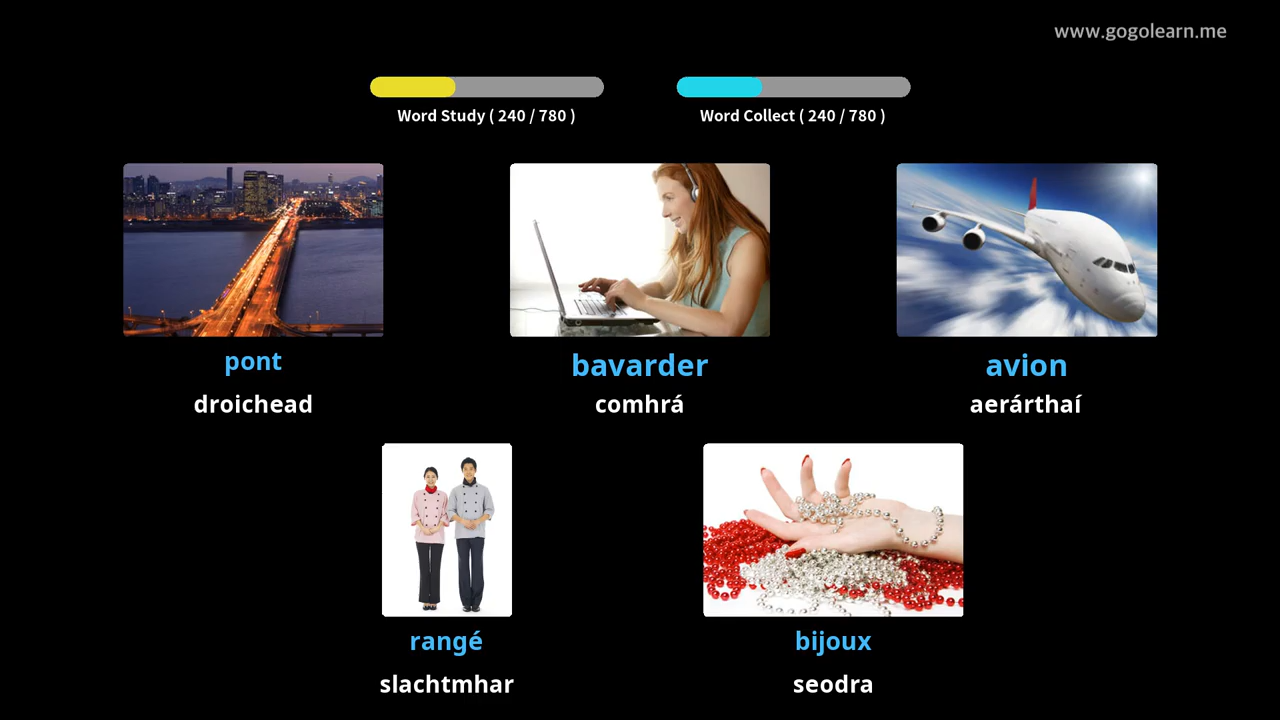 www.gogolearn.me
Word Study ( 240 / 780 )
Word Collect ( 240 / 780 )
pont
droichead
bavarder
comhrá
avion
aerárthaí
rangé
slachtmhar
bijoux
seodra